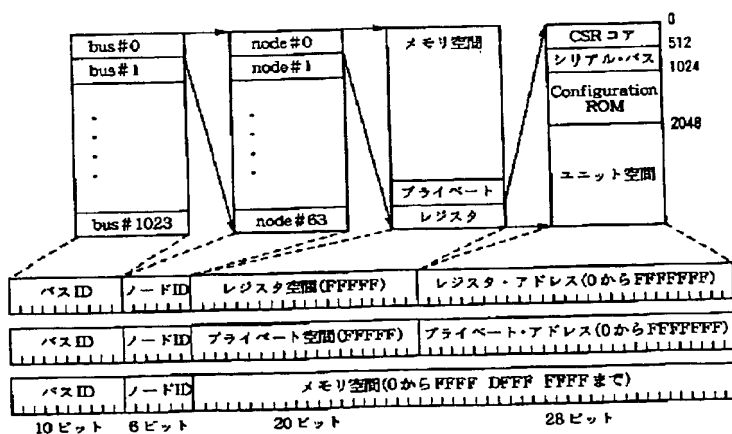 bus#0
bus#1
bus#1023
node#0
node#1
node#63
メモリ空間
プライベート
レジスタ
0
CSRコア
512
シリアル・バス
1024
Configuration
ROM
2048
ユニット空間
バスID ノードID レジスタ空間(FFFFF) レジスタ・アドレス(0からFFFFFFF)
バスID ノードID プライベート空間(FFFFF) プライベート・アドレス(0からFFFFFFF)
バスID ノードID メモリ空間(0からFFFF DFFF FFFFまで)
10ビット 6ビット 20ビット 28ビット